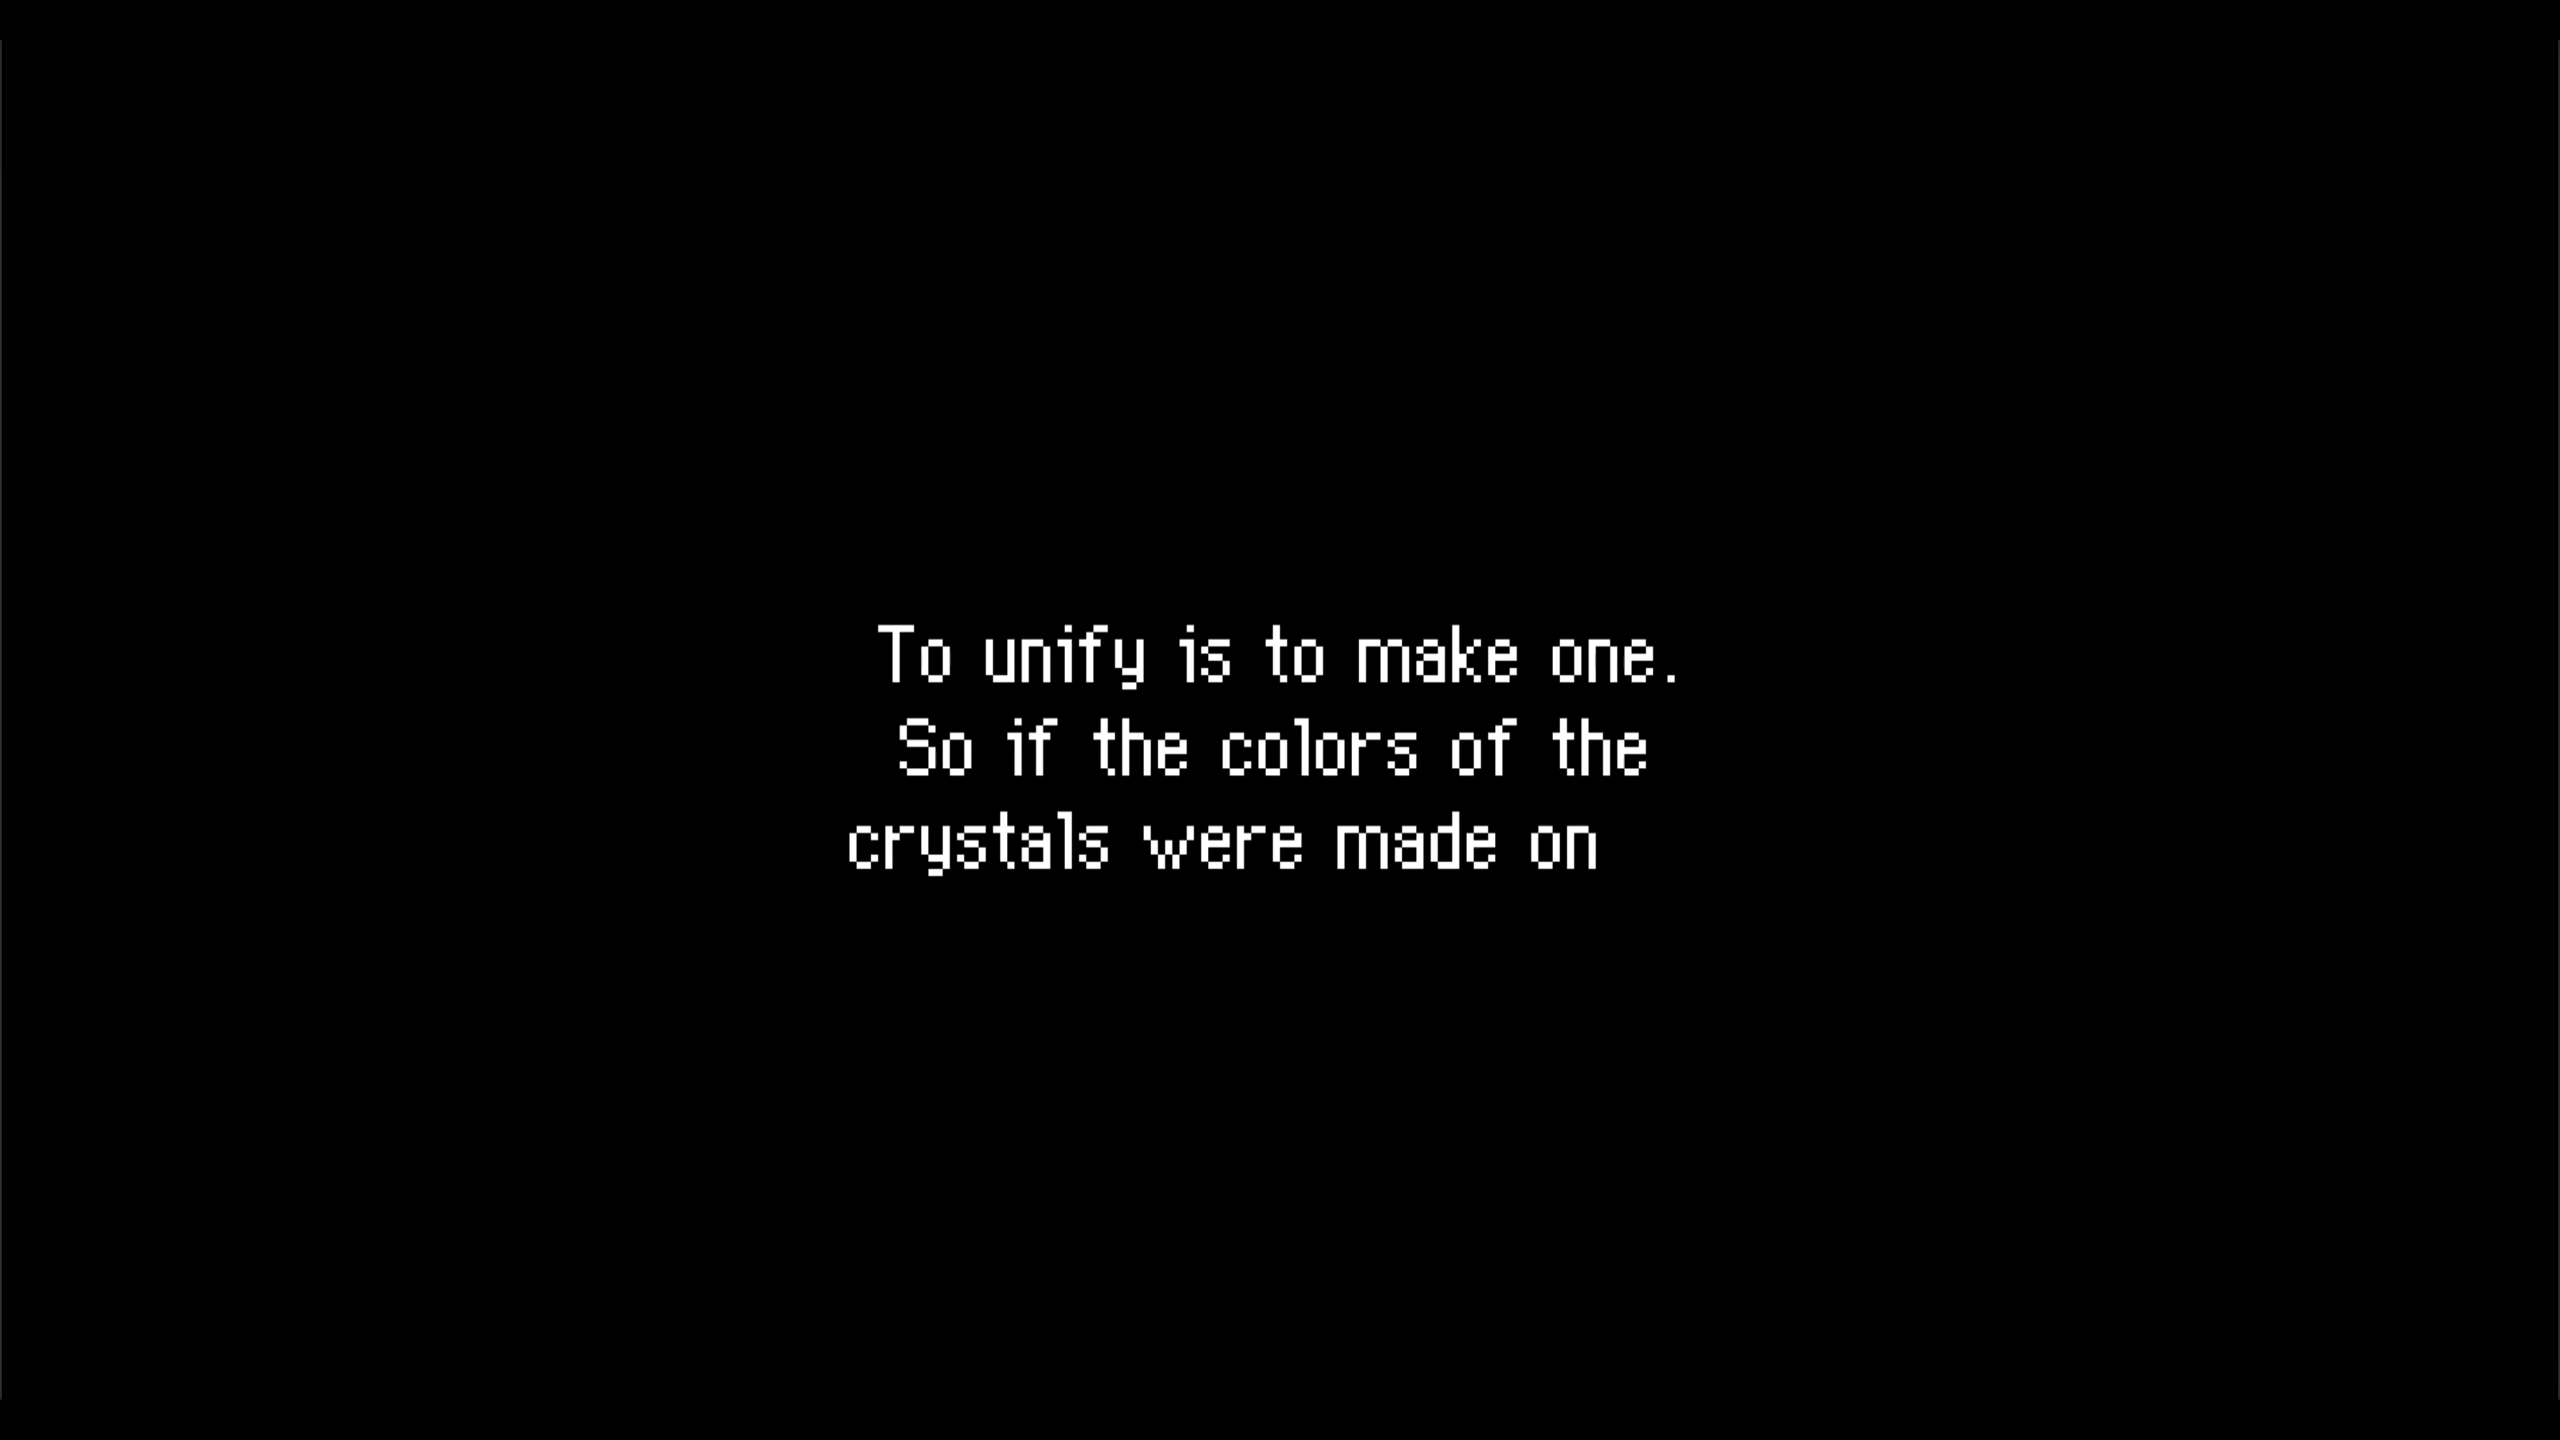 To unify is to make one.
So if the colors of the
crystals were made on